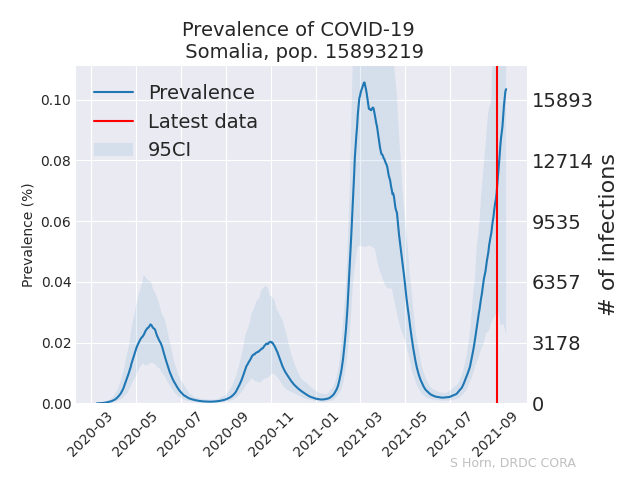 Prevalence of COVID-19
Somalia, pop. 15893219
Prevalence
Latest data
95CI
Prevalence (%)
0.10
0.08
0.06
0.04
0.02
0.00
15893
12714
9535
6357
3178
0
# of infections
2020-03
2020-05
2020-07
2020-09
2020-11
2021-01
2021-03
2021-05
2021-07
2021-09
S Horn, DRDC CORA